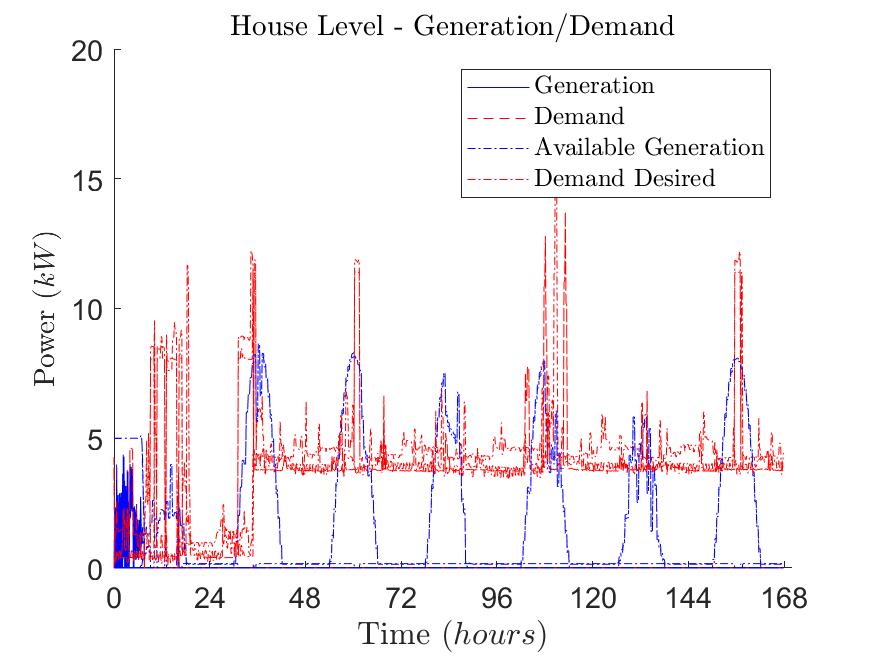 House Level - Generation/Demand
20
15
10
5
0
Power (kW)
Generation
Demand
Available Generation
Demand Desired
0 24 48 72 96 120 144 168
Time (hours)